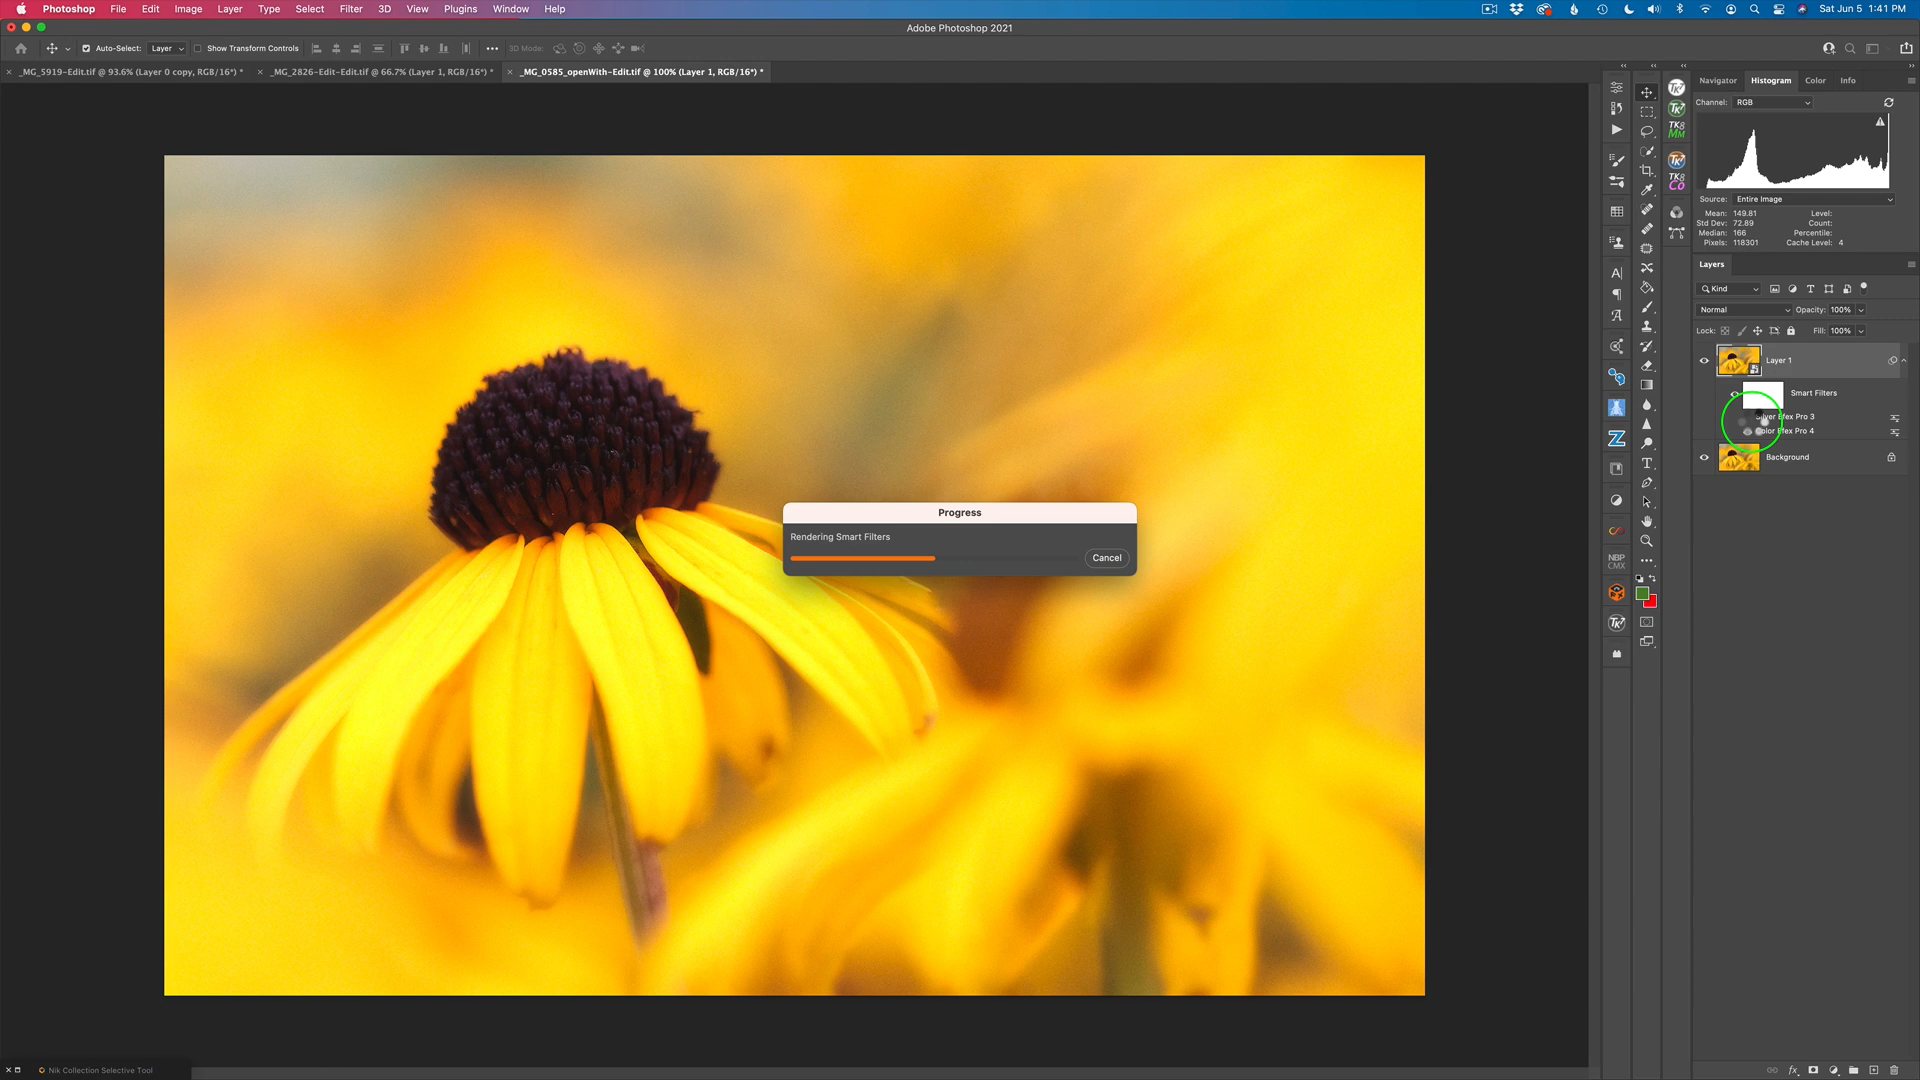 Photoshop File Edit Image Layer Type Select Filter 3D View Plugins Window Help Sat Jun 5 1:41 PM
Adobe Photoshop 2021
Auto-Select: Layer Show Transform Controls 3D Mode:
_MG_5919-Edit.tif @ 93.6% (Layer 0 copy, RGB/16*) * _MG_2826-Edit-Edit.tif @ 66.7% (Layer 1, RGB/16*) * _MG_0585_openWith-Edit.tif @ 100% (Layer 1, RGB/16*) *
Navigator Histogram Color Info
Channel: RGB
TK7
TK7
TK8
Mm
TK7
TK8
Co
Source: Entire Image
Mean: 149.81 Level:
Std Dev: 72.89 Count:
Median: 166 Percentile:
Pixels: 118301 Cache Level: 4
Layers
Kind
Normal Opacity: 100%
Lock: Fill: 100%
Layer 1
Smart Filters
Silver Efex Pro 3
Color Efex Pro 4
Background
Progress
Rendering Smart Filters
Cancel
NBP
CMX
TK7
Nik Collection Selective Tool